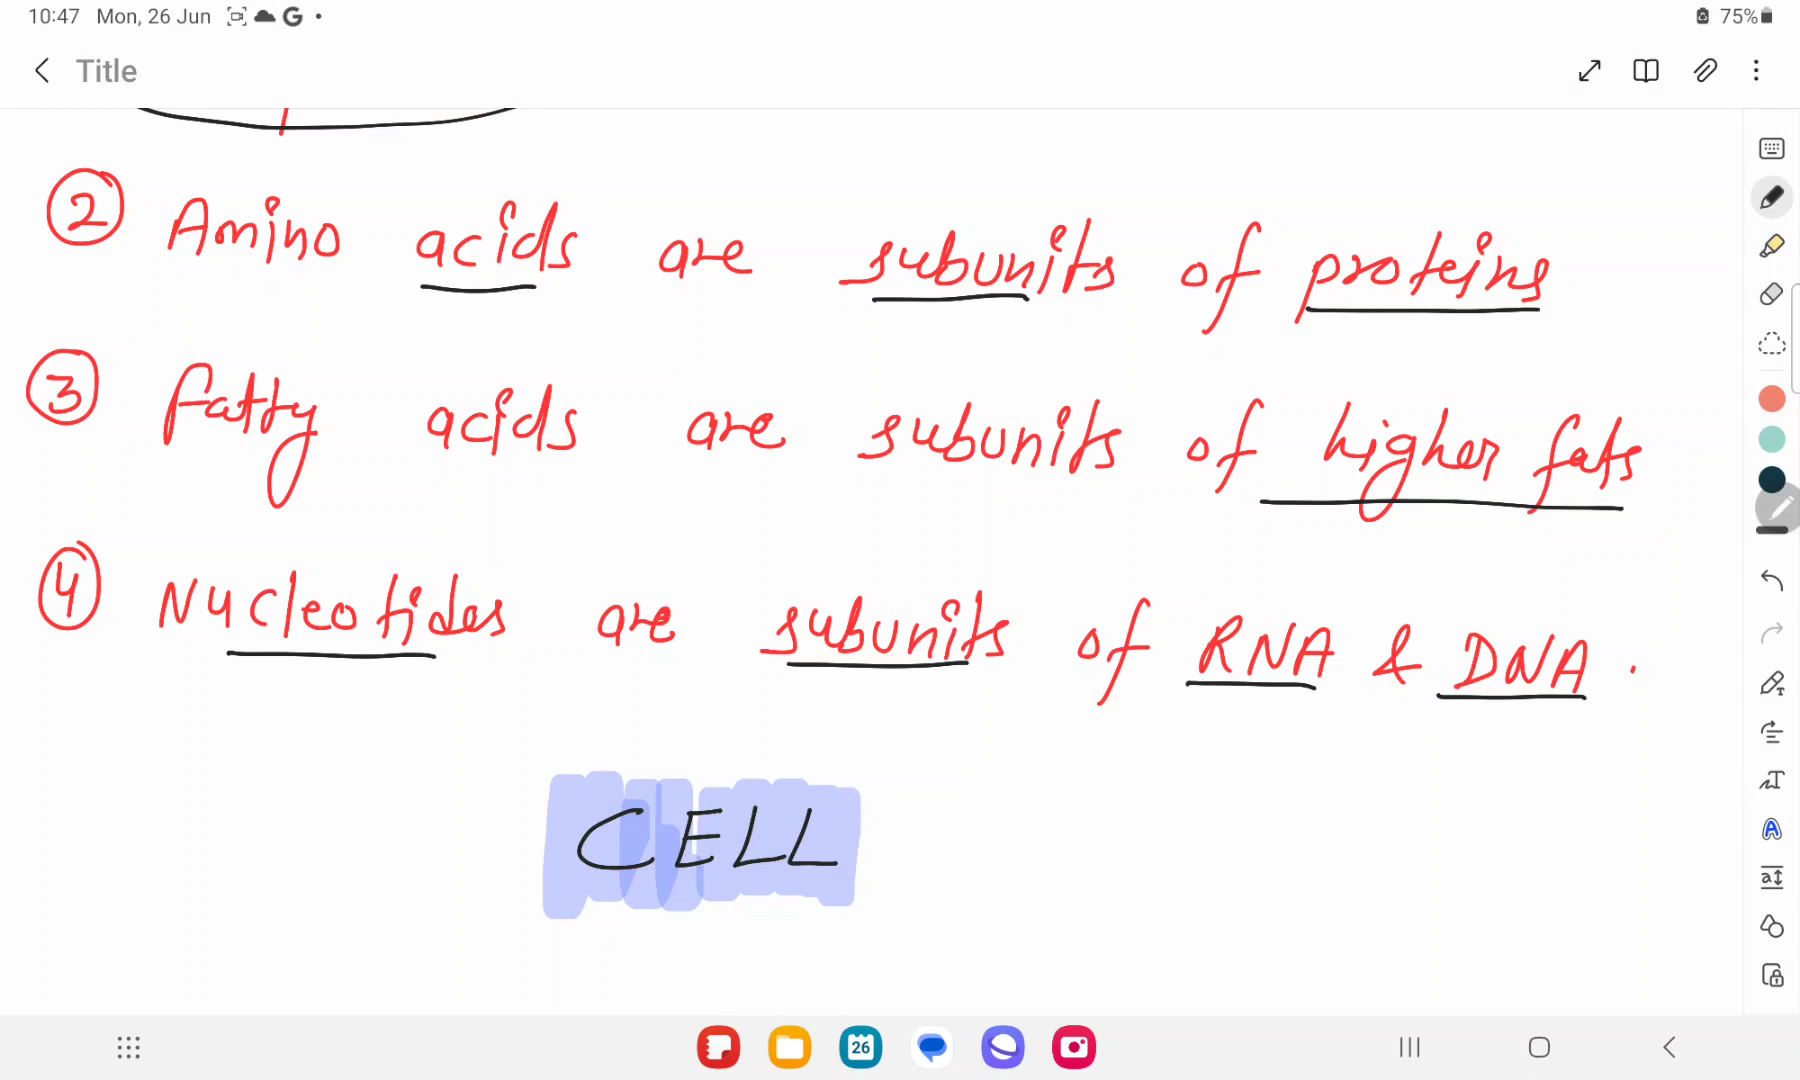 10:47 Mon, 26 Jun 75%
Title
2 Amino acids are subunits of proteins
3 Fatty acids are subunits of higher fats
4 Nucleotides are subunits of RNA & DNA.
CELL
26